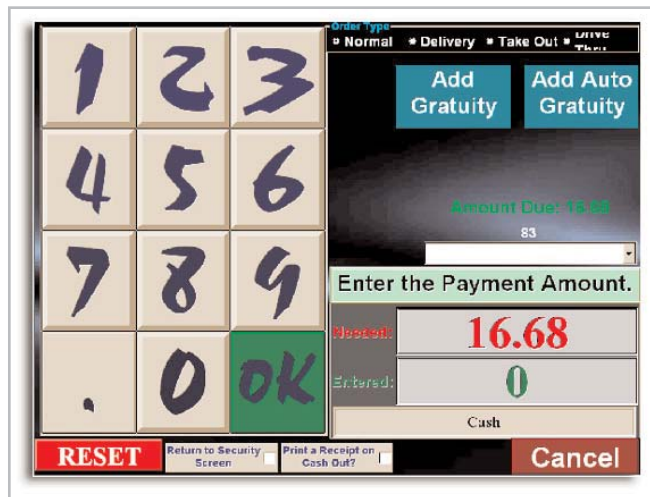 Order Type
Normal Delivery Take Out Drive Thru
1 2 3
Add Gratuity
Add Auto Gratuity
4 5 6
Amount Due: 16.68
83
7 8 9
Enter the Payment Amount.
Needed: 16.68
. 0 OK
Entered: 0
Cash
RESET
Return to Security Screen
Print a Receipt on Cash Out?
Cancel